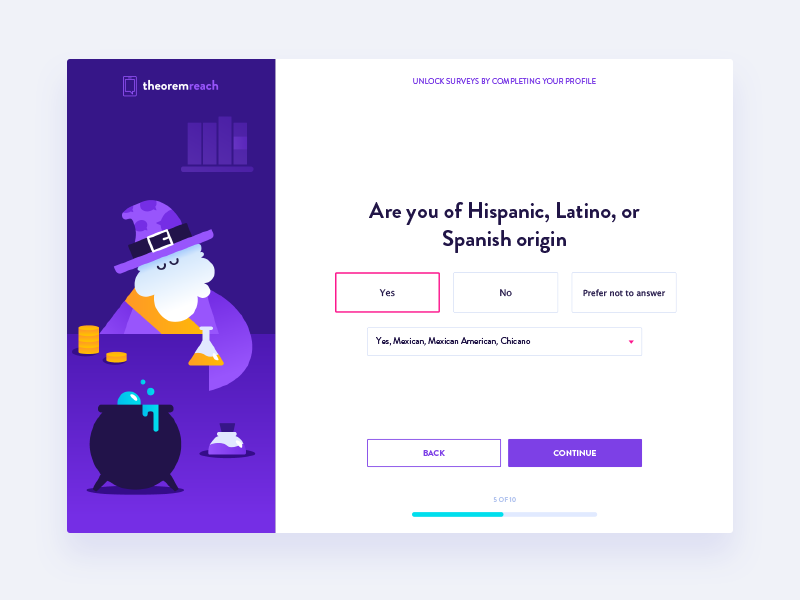 theoremreach
UNLOCK SURVEYS BY COMPLETING YOUR PROFILE
Are you of Hispanic, Latino, or
Spanish origin
Yes
No
Prefer not to answer
Yes, Mexican, Mexican American, Chicano
BACK
CONTINUE
5 OF 10